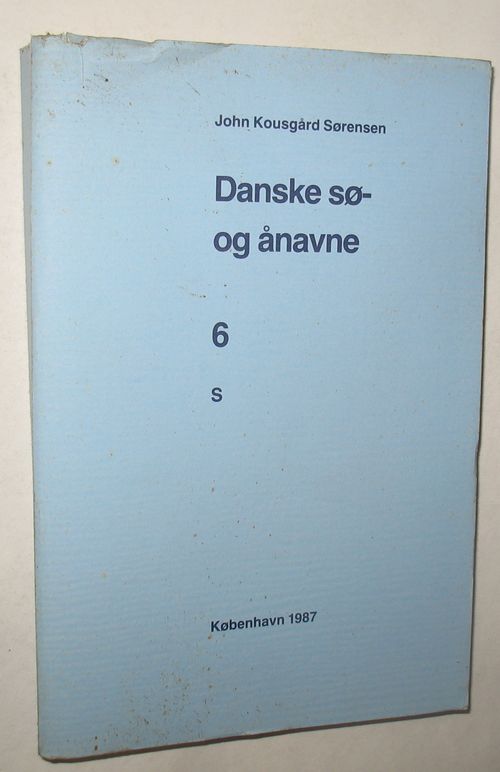 John Kousgård Sørensen
Danske sø-
og ånavne
6
S
København 1987